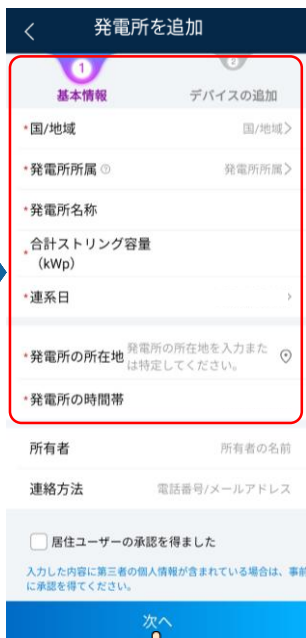 発電所を追加
1
2
基本情報
デバイスの追加
*国/地域
国/地域>
*発電所所属
発電所所属>
*発電所名称
*合計ストリング容量
(kWp)
*連系日
*発電所の所在地
発電所の所在地を入力また
は特定してください。
*発電所の時間帯
所有者
所有者の名前
連絡方法
電話番号/メールアドレス
居住ユーザーの承認を得ました
入力した内容に第三者の個人情報が含まれている場合は、事前
に承認を得てください。
次へ